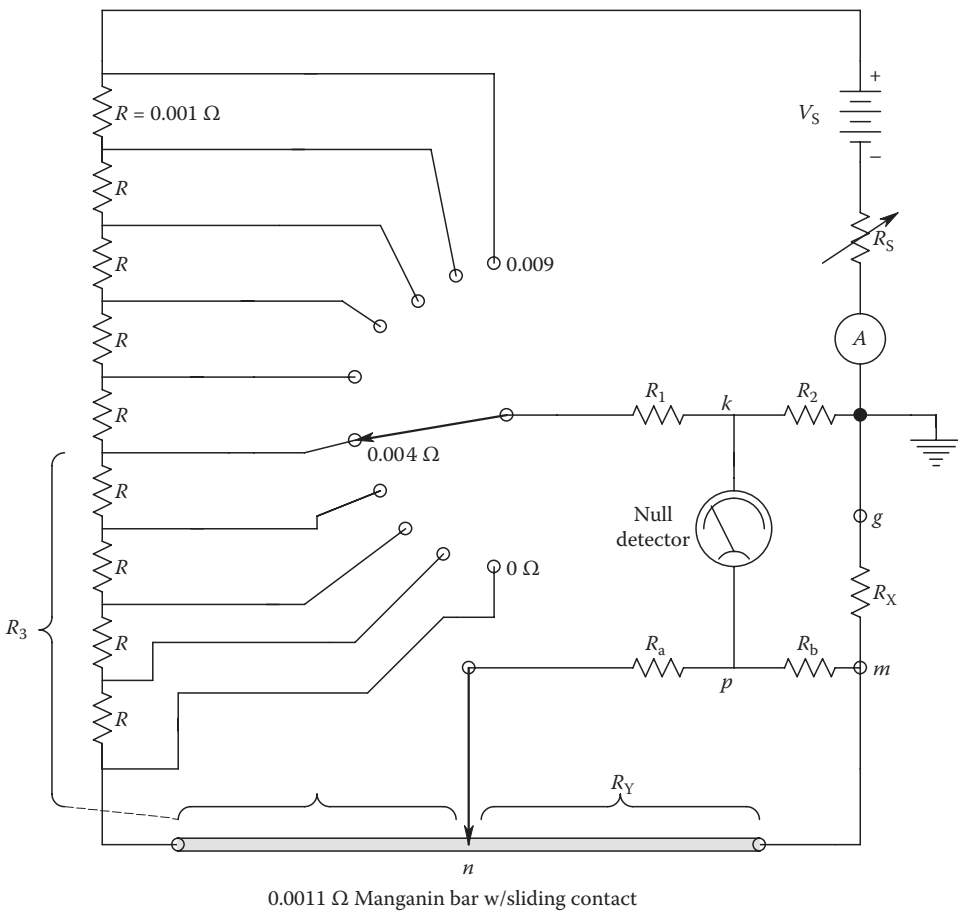 +
V_S
−
R = 0.001 Ω
R
R
R_S
0.009
R
R
A
R
R_1
k
R_2
0.004 Ω
R
Null
detector
g
R
0 Ω
R_X
R_3
R
R_a
R_b
p
m
R
R_Y
n
0.0011 Ω Manganin bar w/sliding contact